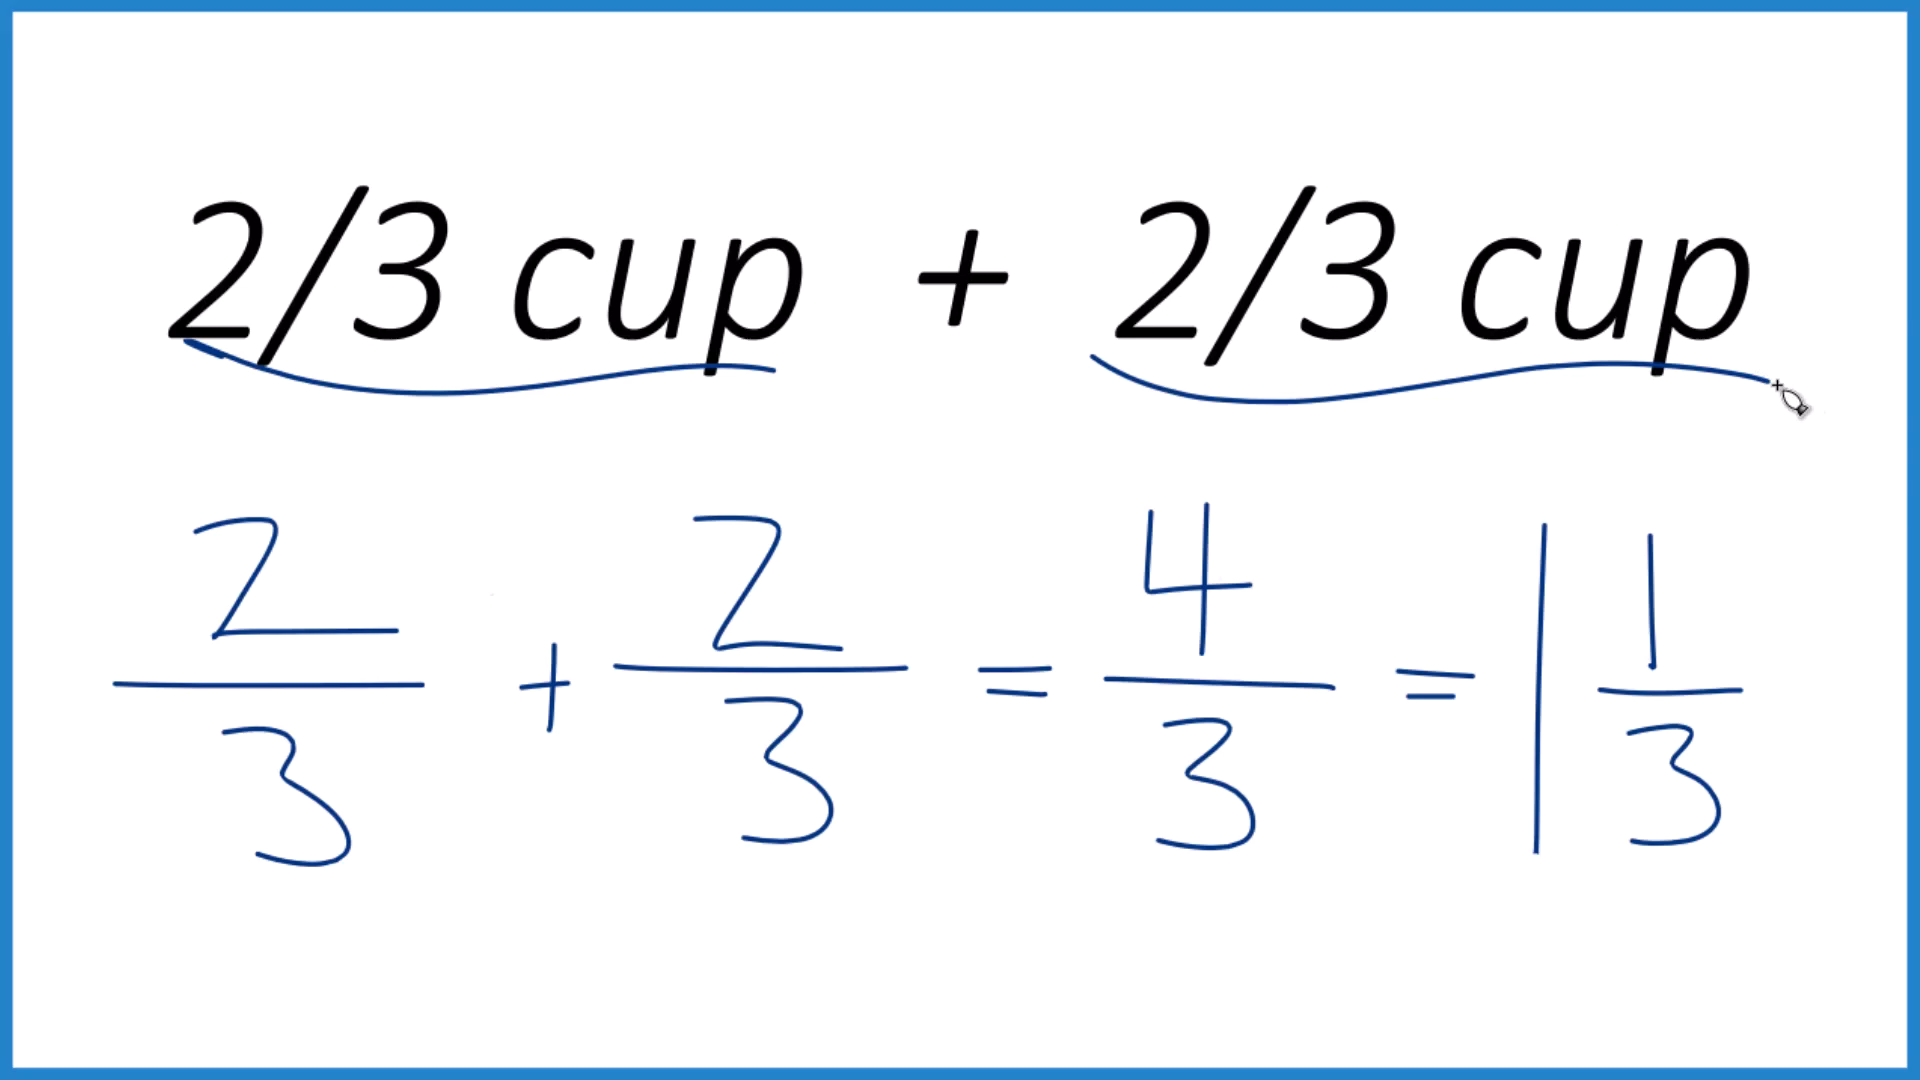 2/3 cup + 2/3 cup
2/3 + 2/3 = 4/3 = 1 1/3